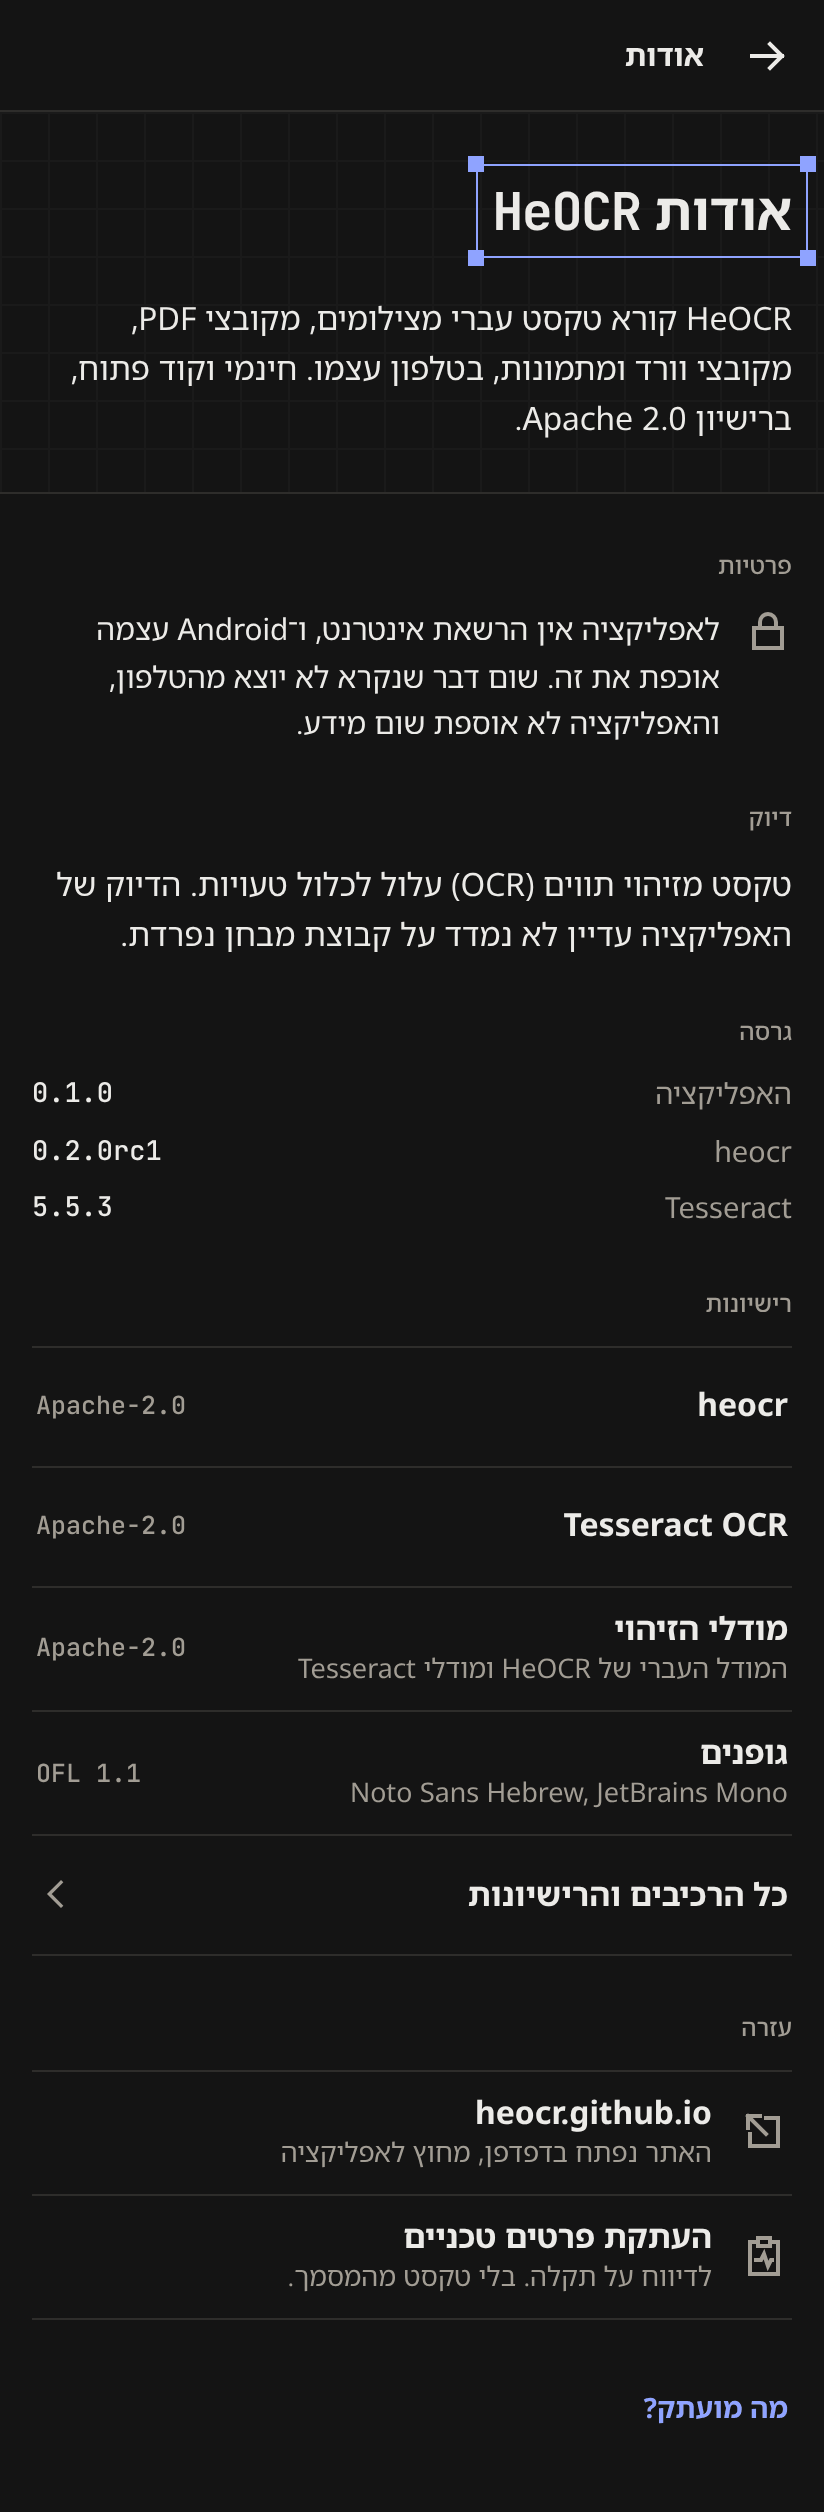 אודות
אודות HeOCR
HeOCR קורא טקסט עברי מצילומים, מקובצי PDF,
מקובצי וורד ומתמונות, בטלפון עצמו. חינמי וקוד פתוח,
ברישיון Apache 2.0.
פרטיות
לאפליקציה אין הרשאת אינטרנט, ו־Android עצמה
אוכפת את זה. שום דבר שנקרא לא יוצא מהטלפון,
והאפליקציה לא אוספת שום מידע.
דיוק
טקסט מזיהוי תווים (OCR) עלול לכלול טעויות. הדיוק של
האפליקציה עדיין לא נמדד על קבוצת מבחן נפרדת.
גרסה
האפליקציה 0.1.0
heocr 0.2.0rc1
Tesseract 5.5.3
רישיונות
heocr Apache-2.0
Tesseract OCR Apache-2.0
מודלי הזיהוי Apache-2.0
המודל העברי של HeOCR ומודלי Tesseract
גופנים OFL 1.1
Noto Sans Hebrew, JetBrains Mono
כל הרכיבים והרישיונות
עזרה
heocr.github.io
האתר נפתח בדפדפן, מחוץ לאפליקציה
העתקת פרטים טכניים
לדיווח על תקלה. בלי טקסט מהמסמך.
מה מועתק?